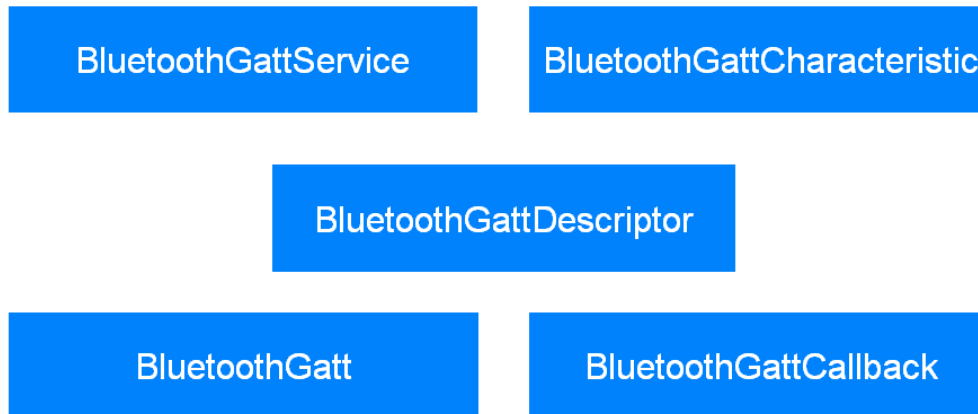 BluetoothGattService
BluetoothGattCharacteristic
BluetoothGattDescriptor
BluetoothGatt
BluetoothGattCallback